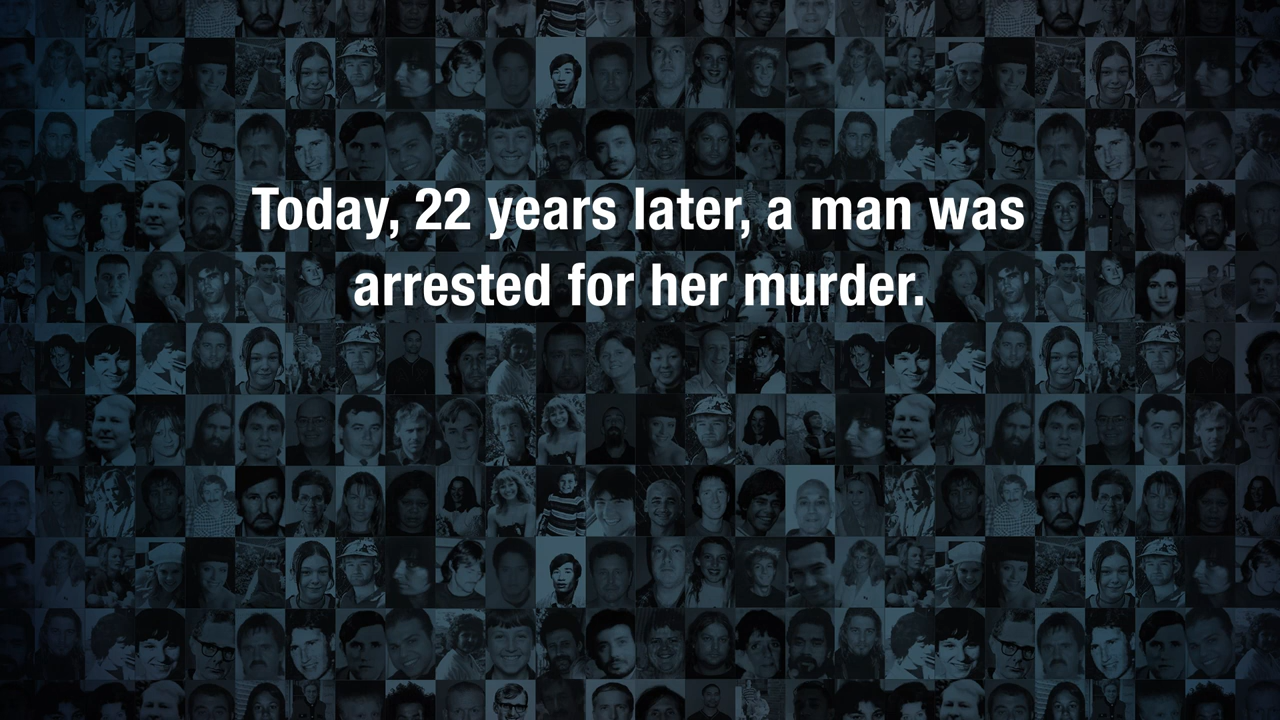 Today, 22 years later, a man was
arrested for her murder.